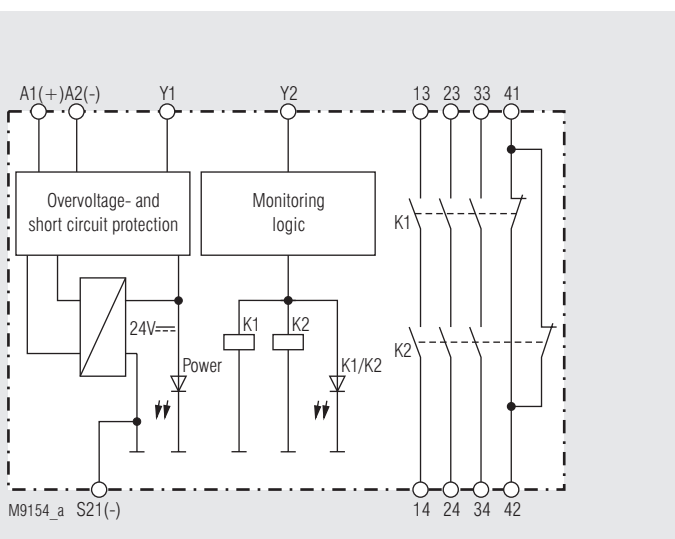 A1(+) A2(-) Y1 Y2 13 23 33 41
Overvoltage- and
short circuit protection
Monitoring
logic
K1
24V
K1 K2
K2
Power
K1/K2
M9154_a S21(-) 14 24 34 42